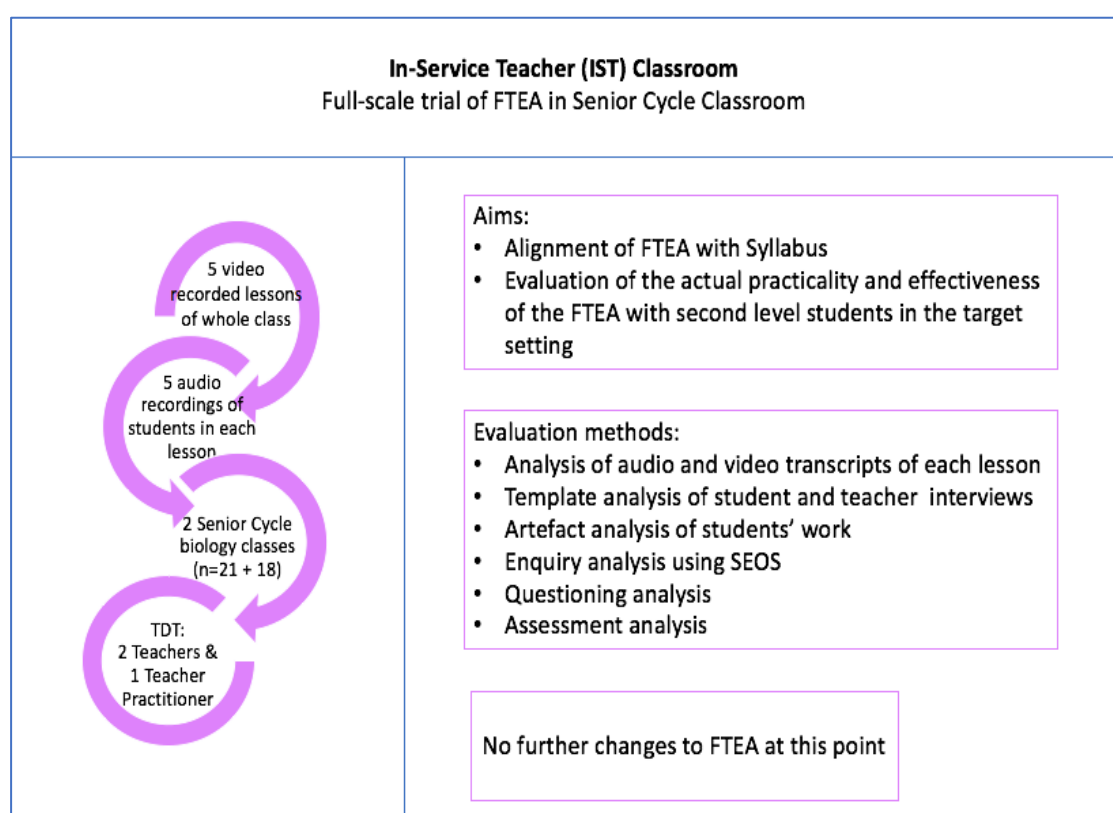 In-Service Teacher (IST) Classroom
Full-scale trial of FTEA in Senior Cycle Classroom
5 video
recorded lessons
of whole class
5 audio
recordings of
students in each
lesson
2 Senior Cycle
biology classes
(n=21 + 18)
TDT:
2 Teachers &
1 Teacher
Practitioner
Aims:
• Alignment of FTEA with Syllabus
• Evaluation of the actual practicality and effectiveness
of the FTEA with second level students in the target
setting
Evaluation methods:
• Analysis of audio and video transcripts of each lesson
• Template analysis of student and teacher interviews
• Artefact analysis of students’ work
• Enquiry analysis using SEOS
• Questioning analysis
• Assessment analysis
No further changes to FTEA at this point